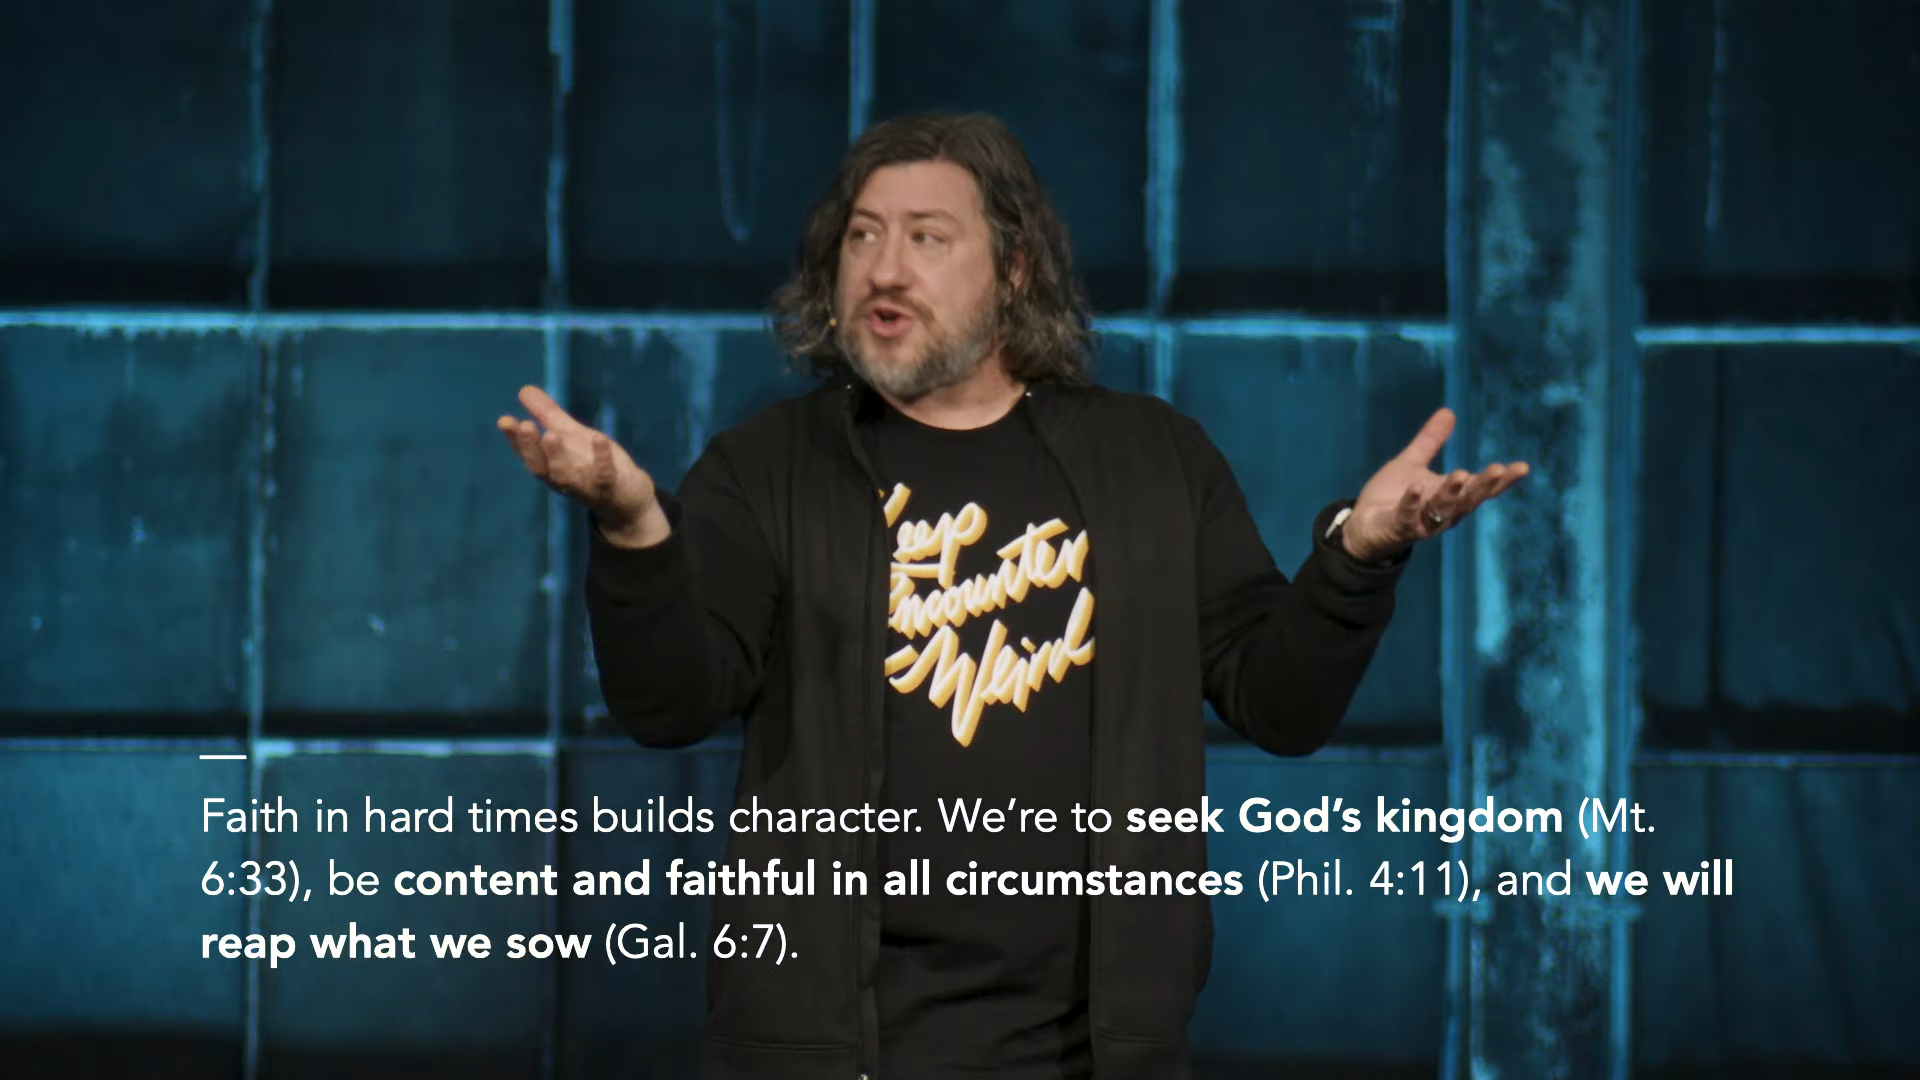 Keep
Encounter
Weird
Faith in hard times builds character. We’re to seek God’s kingdom (Mt.
6:33), be content and faithful in all circumstances (Phil. 4:11), and we will
reap what we sow (Gal. 6:7).